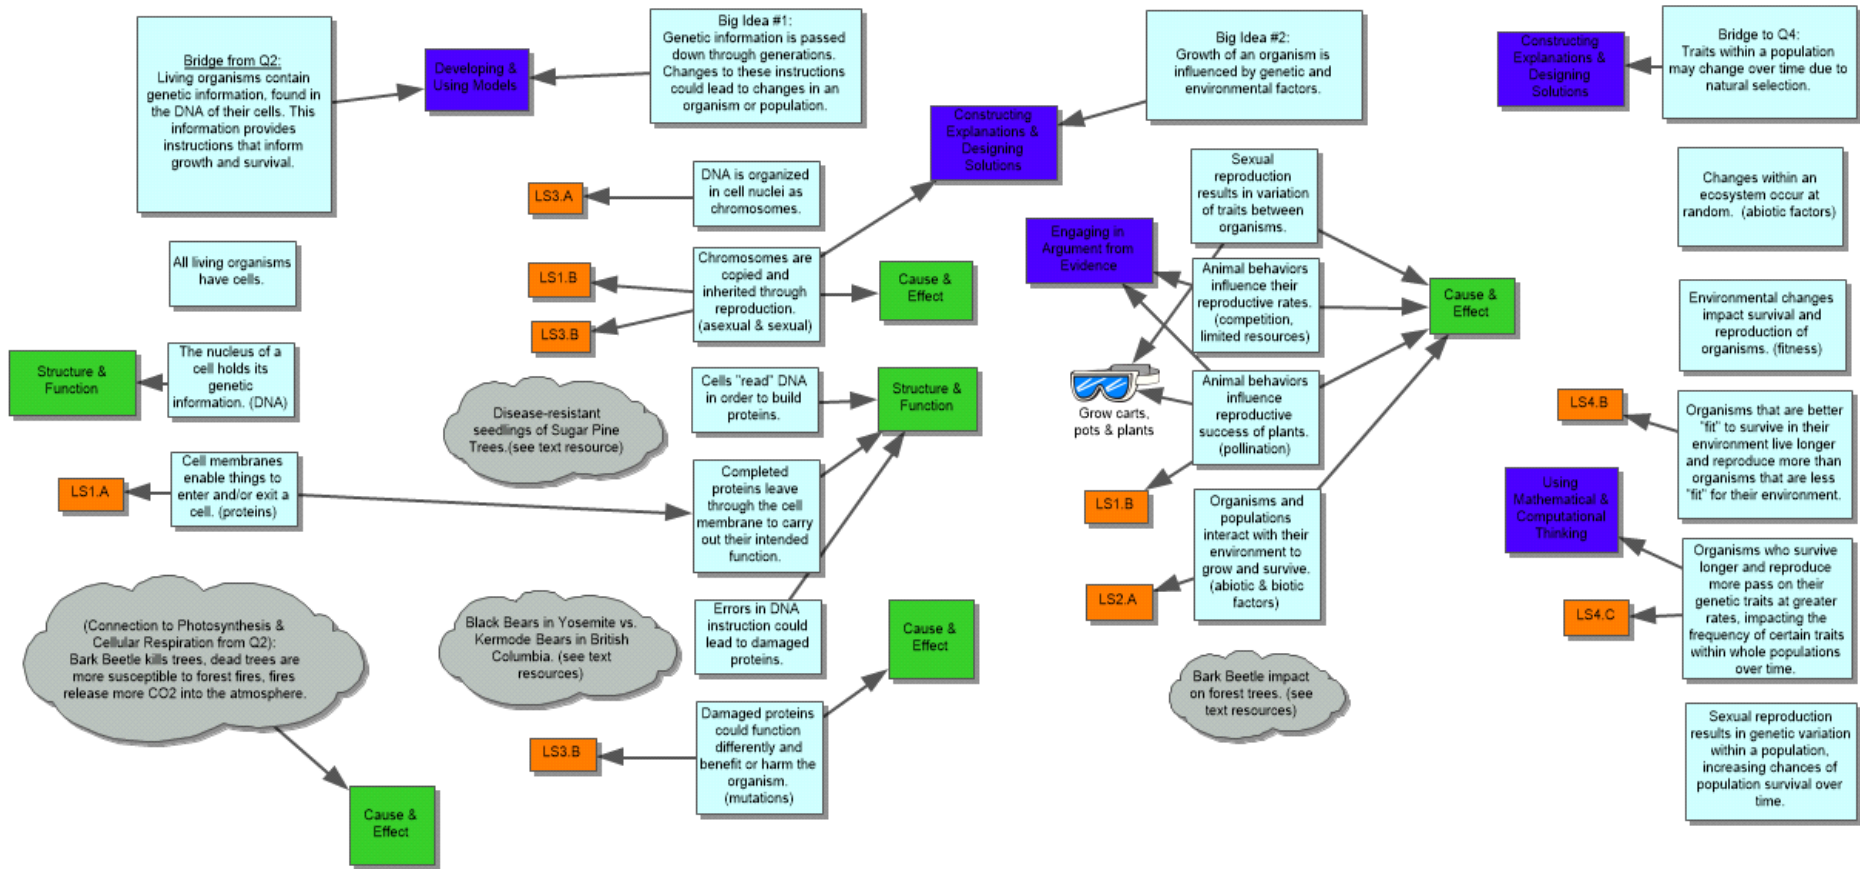 Bridge from Q2:
Living organisms contain
genetic information, found in
the DNA of their cells. This
information provides
instructions that inform
growth and survival.
All living organisms
have cells.
Structure &
Function
The nucleus of a
cell holds its
genetic
information. (DNA)
LS1.A
Cell membranes
enable things to
enter and/or exit a
cell. (proteins)
(Connection to Photosynthesis &
Cellular Respiration from Q2):
Bark Beetle kills trees, dead trees are
more susceptible to forest fires, fires
release more CO2 into the atmosphere.
Cause &
Effect
Developing &
Using Models
Big Idea #1:
Genetic information is passed
down through generations.
Changes to these instructions
could lead to changes in an
organism or population.
LS3.A
DNA is organized
in cell nuclei as
chromosomes.
LS1.B
LS3.B
Chromosomes are
copied and
inherited through
reproduction.
(asexual & sexual)
Cause &
Effect
Disease-resistant
seedlings of Sugar Pine
Trees.(see text resource)
Cells "read" DNA
in order to build
proteins.
Structure &
Function
Completed
proteins leave
through the cell
membrane to carry
out their intended
function.
Black Bears in Yosemite vs.
Kermode Bears in British
Columbia. (see text
resources)
Errors in DNA
instruction could
lead to damaged
proteins.
Cause &
Effect
LS3.B
Damaged proteins
could function
differently and
benefit or harm the
organism.
(mutations)
Constructing
Explanations &
Designing
Solutions
Big Idea #2:
Growth of an organism is
influenced by genetic and
environmental factors.
Sexual
reproduction
results in variation
of traits between
organisms.
Engaging in
Argument from
Evidence
Animal behaviors
influence their
reproductive rates.
(competition,
limited resources)
Cause &
Effect
Grow carts,
pots & plants
Animal behaviors
influence
reproductive
success of plants.
(pollination)
LS1.B
Organisms and
populations
interact with their
environment to
grow and survive.
(abiotic & biotic
factors)
LS2.A
Bark Beetle impact
on forest trees. (see
text resources)
Constructing
Explanations &
Designing
Solutions
Bridge to Q4:
Traits within a population
may change over time due to
natural selection.
Changes within an
ecosystem occur at
random. (abiotic factors)
Environmental changes
impact survival and
reproduction of
organisms. (fitness)
LS4.B
Organisms that are better
"fit" to survive in their
environment live longer
and reproduce more than
organisms that are less
"fit" for their environment.
Using
Mathematical &
Computational
Thinking
LS4.C
Organisms who survive
longer and reproduce
more pass on their
genetic traits at greater
rates, impacting the
frequency of certain traits
within whole populations
over time.
Sexual reproduction
results in genetic variation
within a population,
increasing chances of
population survival over
time.